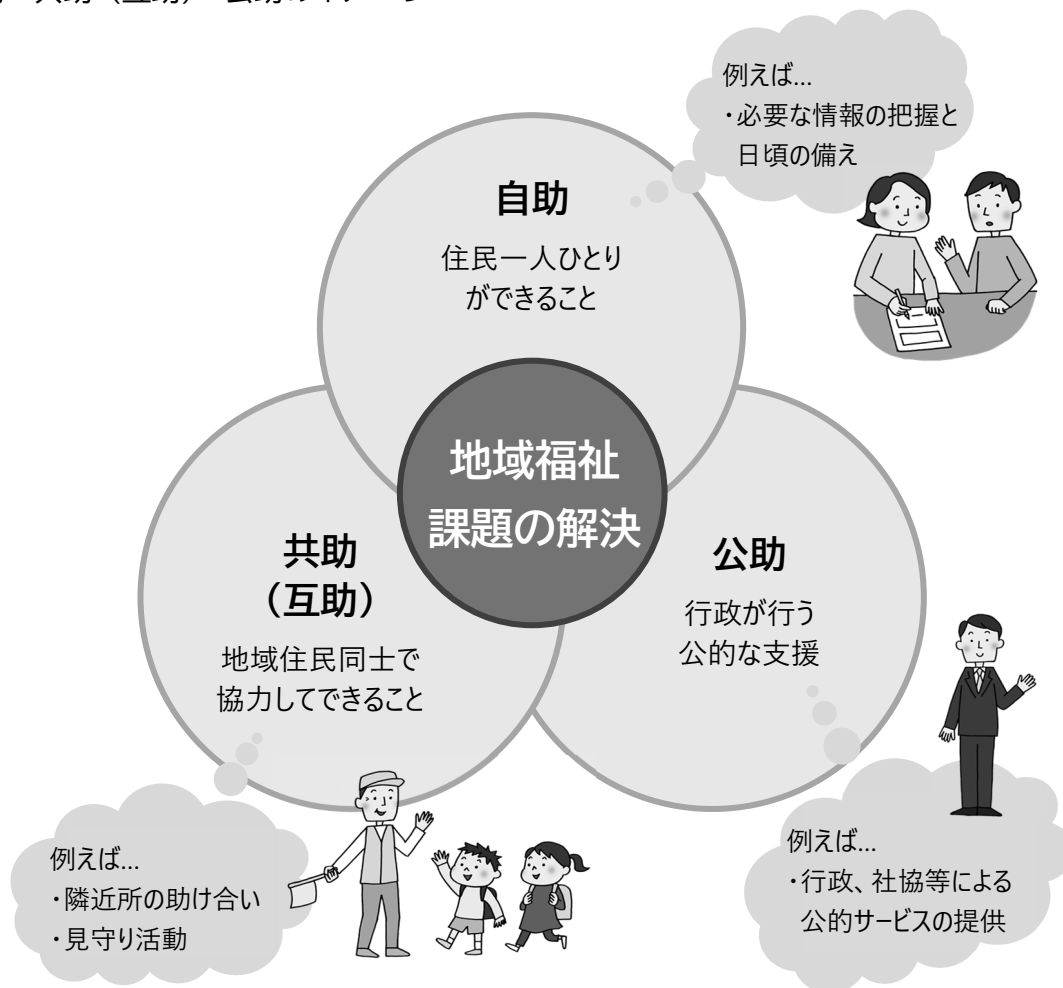 共助（互助）
例えば...
・必要な情報の把握と
日頃の備え
自助
住民一人ひとり
ができること
地域福祉
課題の解決
共助
（互助）
地域住民同士で
協力してできること
公助
行政が行う
公的な支援
例えば...
・隣近所の助け合い
・見守り活動
例えば...
・行政、社協等による
公的サービスの提供